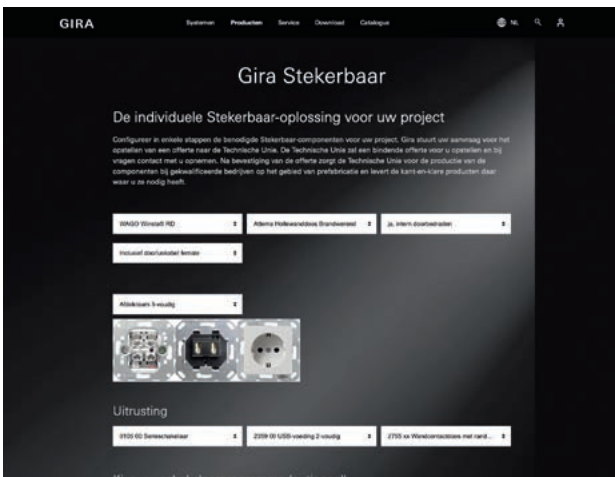 GIRA
Systemen Producten Service Download Catalogue NL
Gira Stekerbaar
De individuele Stekerbaar-oplossing voor uw project
Configureer in enkele stappen de benodigde Stekerbaar-componenten voor uw project. Gira stuurt uw aanvraag voor het
opstellen van een offerte naar de Technische Unie. De Technische Unie zal een bindende offerte voor u opstellen en bij
vragen contact met u opnemen. Na bevestiging van de offerte zorgt de Technische Unie voor de productie van de
componenten bij gekwalificeerde bedrijven op het gebied van prefabricatie en levert de kant-en-klare producten daar
waar u ze nodig heeft.
WAGO Winsta® RD Attema Hollewanddoos Brandwerend ja, intern doorbedraden
Inclusief doorluskabel female
Afdekraam 3-voudig
Uitrusting
0105 00 Serieschakelaar 2359 00 USB-voeding 2-voudig 2755 xx Wandcontactdoos met rand...